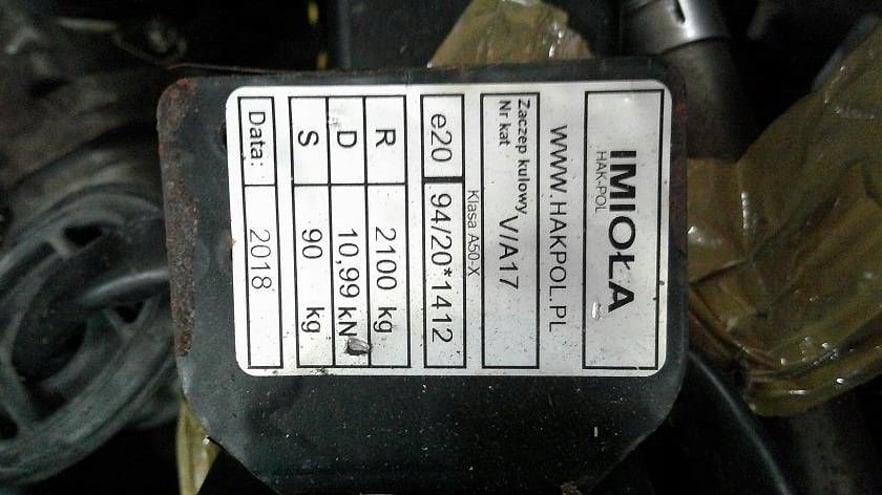 IMIOŁA
HAK-POL
WWW.HAKPOL.PL
Zaczep kulowy
Nr kat V/A17
Klasa A50-X
e20 94/20*1412
R 2100 kg
D 10,99 kN
S 90 kg
Data: 2018